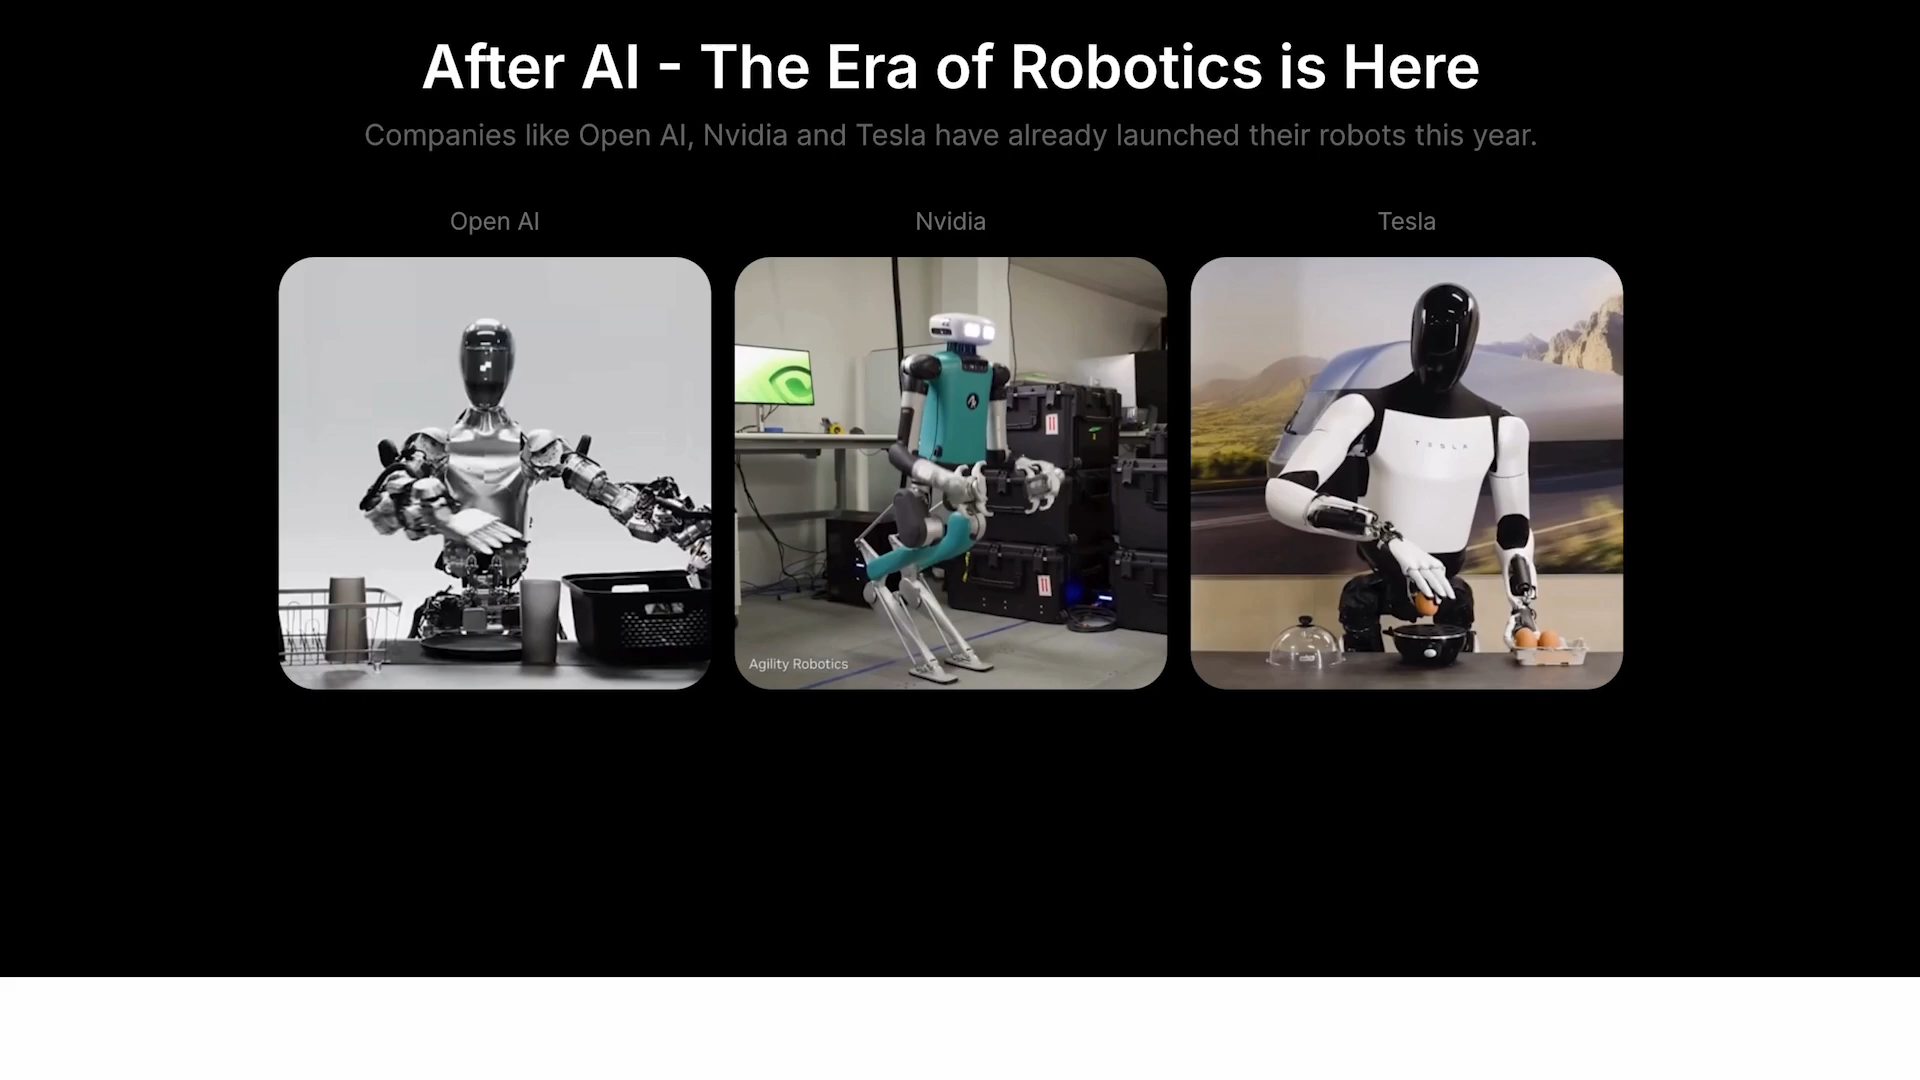 After AI - The Era of Robotics is Here
Companies like Open AI, Nvidia and Tesla have already launched their robots this year.
Open AI
Nvidia
Tesla
TESLA
Agility Robotics